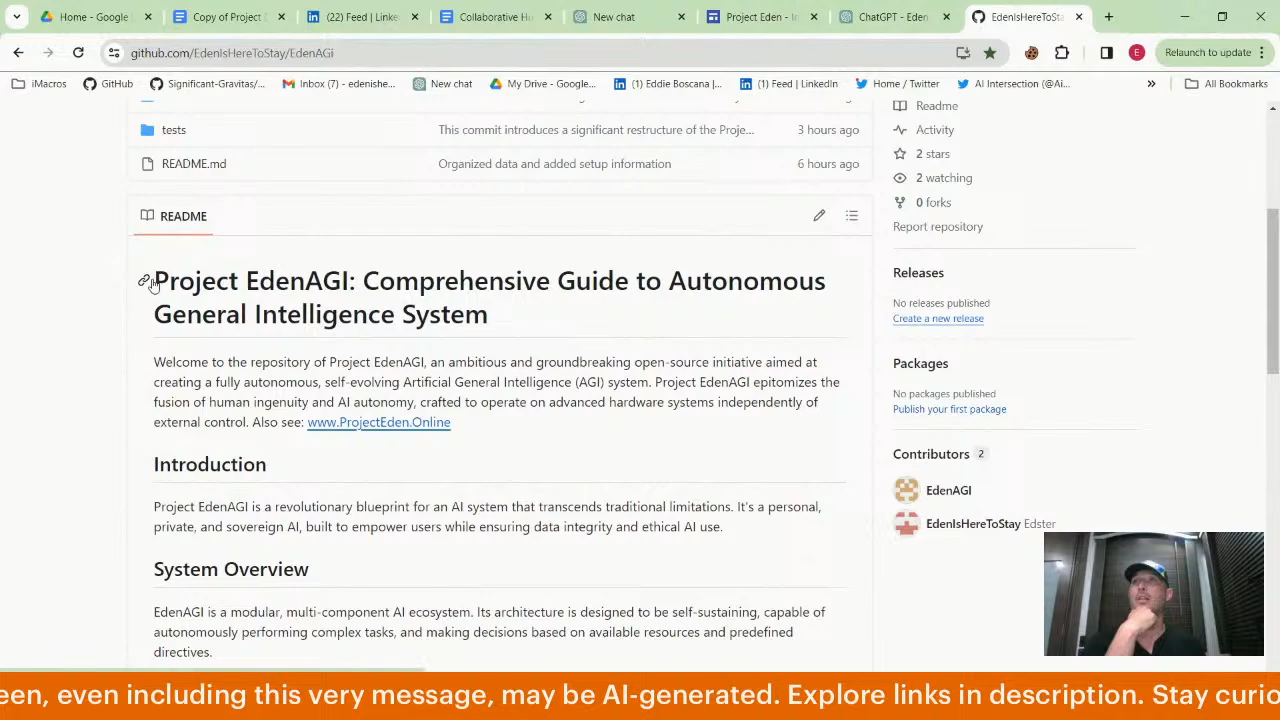 Home - Google
Copy of Project
(22) Feed | Linke
Collaborative Hu
New chat
Project Eden - In
ChatGPT - Eden
EdenIsHereToSta
github.com/EdenIsHereToStay/EdenAGi
E
Relaunch to update
iMacros
GitHub
Significant-Gravitas/...
Inbox (7) - edenishe...
New chat
My Drive - Google...
(1) Eddie Boscana |...
(1) Feed | LinkedIn
Home / Twitter
AI Intersection (@Ai...
All Bookmarks
tests
This commit introduces a significant restructure of the Proje...
3 hours ago
README.md
Organized data and added setup information
6 hours ago
README
Project EdenAGI: Comprehensive Guide to Autonomous
General Intelligence System
Welcome to the repository of Project EdenAGI, an ambitious and groundbreaking open-source initiative aimed at
creating a fully autonomous, self-evolving Artificial General Intelligence (AGI) system. Project EdenAGI epitomizes the
fusion of human ingenuity and AI autonomy, crafted to operate on advanced hardware systems independently of
external control. Also see: www.ProjectEden.Online
Introduction
Project EdenAGI is a revolutionary blueprint for an AI system that transcends traditional limitations. It's a personal,
private, and sovereign AI, built to empower users while ensuring data integrity and ethical AI use.
System Overview
EdenAGI is a modular, multi-component AI ecosystem. Its architecture is designed to be self-sustaining, capable of
autonomously performing complex tasks, and making decisions based on available resources and predefined
directives.
Readme
Activity
2 stars
2 watching
0 forks
Report repository
Releases
No releases published
Create a new release
Packages
No packages published
Publish your first package
Contributors 2
EdenAGI
EdenIsHereToStay Edster
een, even including this very message, may be AI-generated. Explore links in description. Stay curio